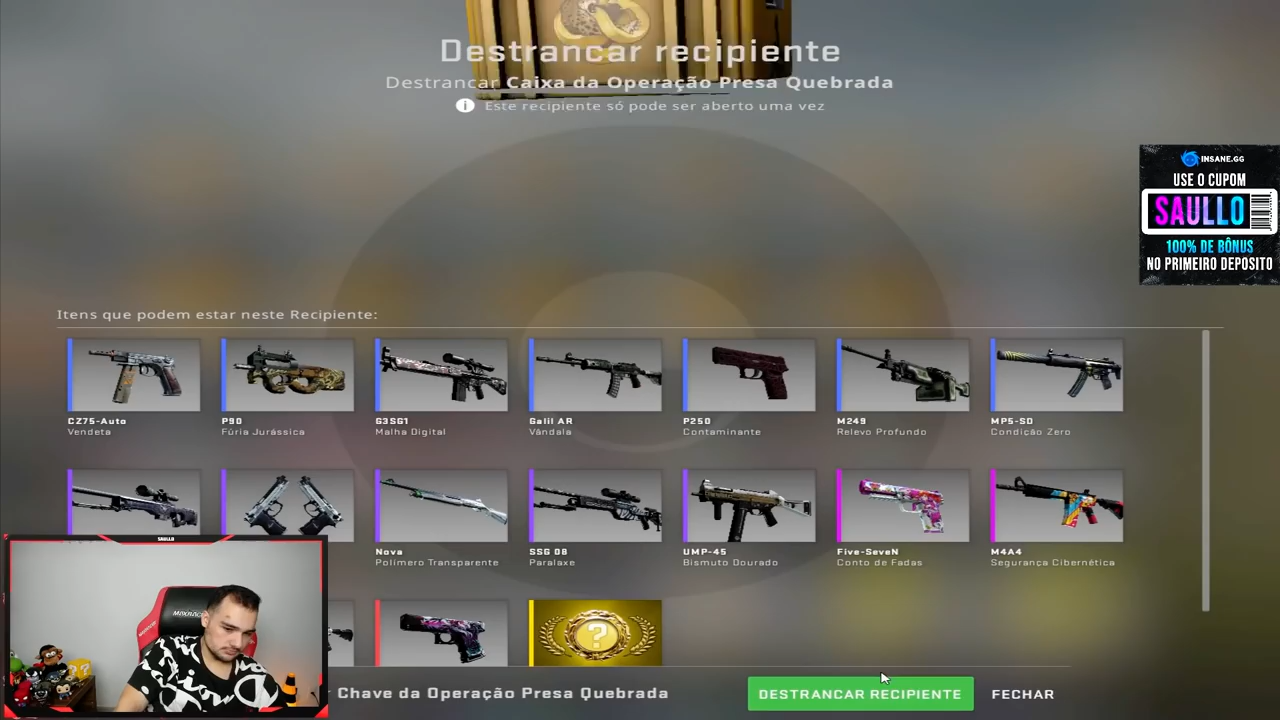 Destrancar recipiente
Destrancar Caixa da Operação Presa Quebrada
Este recipiente só pode ser aberto uma vez
INSANE.GG
USE O CUPOM
SAULLO
100% DE BÔNUS
NO PRIMEIRO DEPOSITO
Itens que podem estar neste Recipiente:
CZ75-Auto
Vendeta
P90
Fúria Jurássica
G3SG1
Malha Digital
Galil AR
Vândala
P250
Contaminante
M249
Relevo Profundo
MP5-SD
Condição Zero
Nova
Polímero Transparente
SSG 08
Paralaxe
UMP-45
Bismuto Dourado
Five-SeveN
Conto de Fadas
M4A4
Segurança Cibernética
SAULLO
?
Chave da Operação Presa Quebrada
DESTRANCAR RECIPIENTE
FECHAR